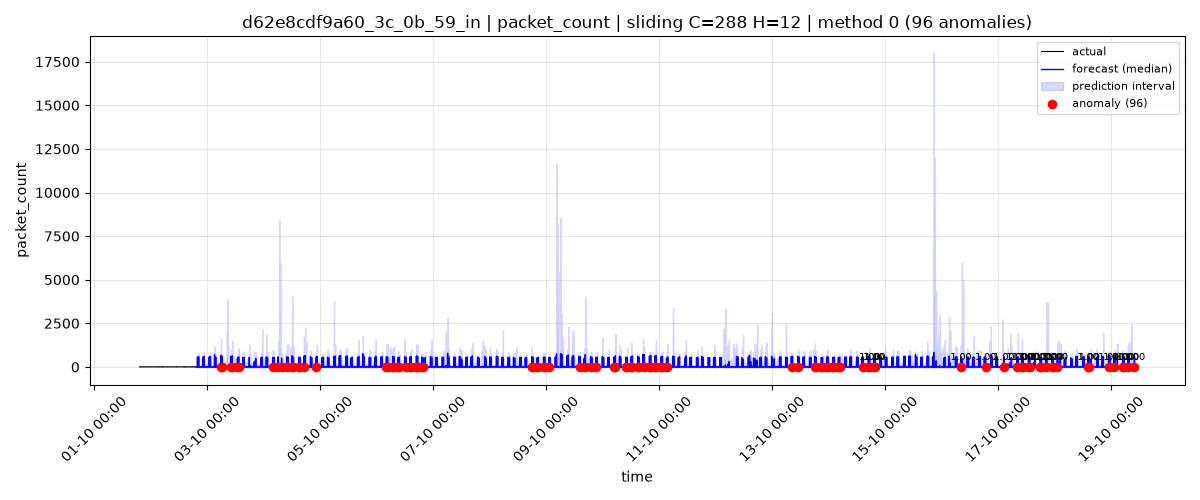 d62e8cdf9a60_3c_0b_59_in | packet_count | sliding C=288 H=12 | method 0 (96 anomalies)
actual
forecast (median)
prediction interval
anomaly (96)
packet_count
17500
15000
12500
10000
7500
5000
2500
0
01-10 00:00
03-10 00:00
05-10 00:00
07-10 00:00
09-10 00:00
11-10 00:00
13-10 00:00
15-10 00:00
17-10 00:00
19-10 00:00
time